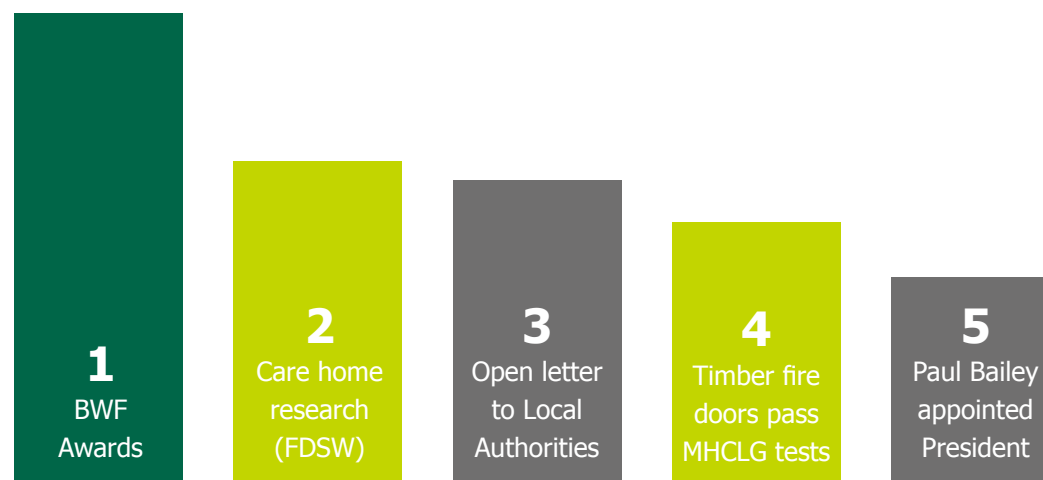 1
BWF
Awards
2
Care home
research
(FDSW)
3
Open letter
to Local
Authorities
4
Timber fire
doors pass
MHCLG tests
5
Paul Bailey
appointed
President